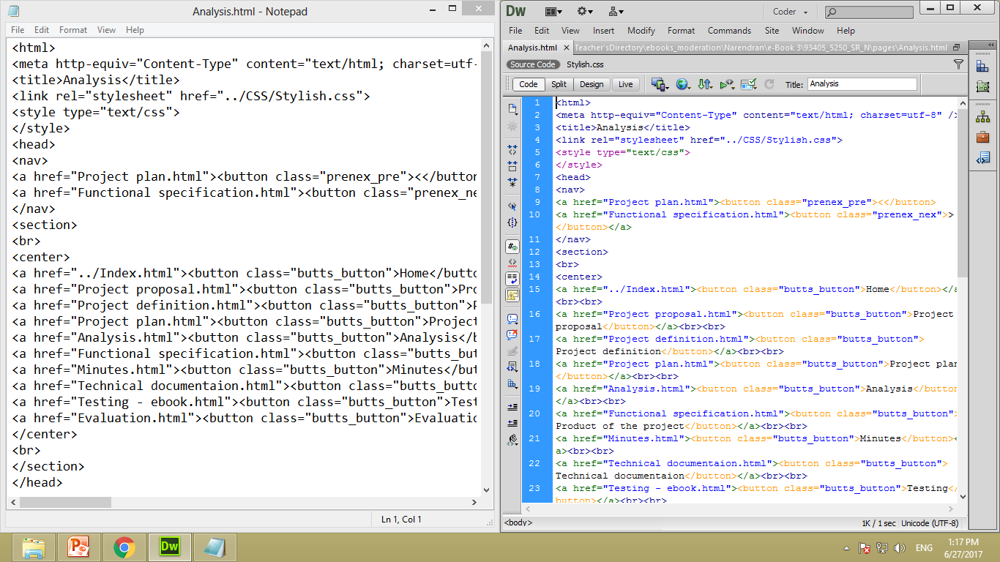 Analysis.html - Notepad
File Edit Format View Help
<html>
<meta http-equiv="Content-Type" content="text/html; charset=utf-
<title>Analysis</title>
<link rel="stylesheet" href="../CSS/Stylish.css">
<style type="text/css">
</style>
<head>
<nav>
<a href="Project plan.html"><button class="prenex_pre"><</button
<a href="Functional specification.html"><button class="prenex_ne
</nav>
<section>
<br>
<center>
<a href="../Index.html"><button class="butts_button">Home</butto
<a href="Project proposal.html"><button class="butts_button">Pro
<a href="Project definition.html"><button class="butts_button">P
<a href="Project plan.html"><button class="butts_button">Project
<a href="Analysis.html"><button class="butts_button">Analysis</b
<a href="Functional specification.html"><button class="butts_but
<a href="Minutes.html"><button class="butts_button">Minutes</but
<a href="Technical documentaion.html"><button class="butts_butto
<a href="Testing - ebook.html"><button class="butts_button">Test
<a href="Evaluation.html"><button class="butts_button">Evaluatio
</center>
<br>
</section>
</head>
Ln 1, Col 1
Dw Coder
File Edit View Insert Modify Format Commands Site Window Help
Analysis.html Teacher'sDirectory\ebooks_moderation\Narendran\e-Book 3\93405_5250_SR_N\pages\Analysis.html
Source Code Stylish.css
Code Split Design Live Title: Analysis
1 <html>
2 <meta http-equiv="Content-Type" content="text/html; charset=utf-8" />
3 <title>Analysis</title>
4 <link rel="stylesheet" href="../CSS/Stylish.css">
5 <style type="text/css">
6 </style>
7 <head>
8 <nav>
9 <a href="Project plan.html"><button class="prenex_pre"><</button>
10 <a href="Functional specification.html"><button class="prenex_nex">>
</button></a>
11 </nav>
12 <section>
13 <br>
14 <center>
15 <a href="../Index.html"><button class="butts_button">Home</button></a
<br><br>
16 <a href="Project proposal.html"><button class="butts_button">Project
proposal</button></a><br><br>
17 <a href="Project definition.html"><button class="butts_button">
Project definition</button></a><br><br>
18 <a href="Project plan.html"><button class="butts_button">Project plan
</button></a><br><br>
19 <a href="Analysis.html"><button class="butts_button">Analysis</button
</a><br><br>
20 <a href="Functional specification.html"><button class="butts_button">
Product of the project</button></a><br><br>
21 <a href="Minutes.html"><button class="butts_button">Minutes</button><
a><br><br>
22 <a href="Technical documentaion.html"><button class="butts_button">
Technical documentaion</button></a><br><br>
23 <a href="Testing - ebook.html"><button class="butts_button">Testing</
button></a><br><br>
<body> 1K / 1 sec Unicode (UTF-8)
Dw ENG 1:17 PM
6/27/2017